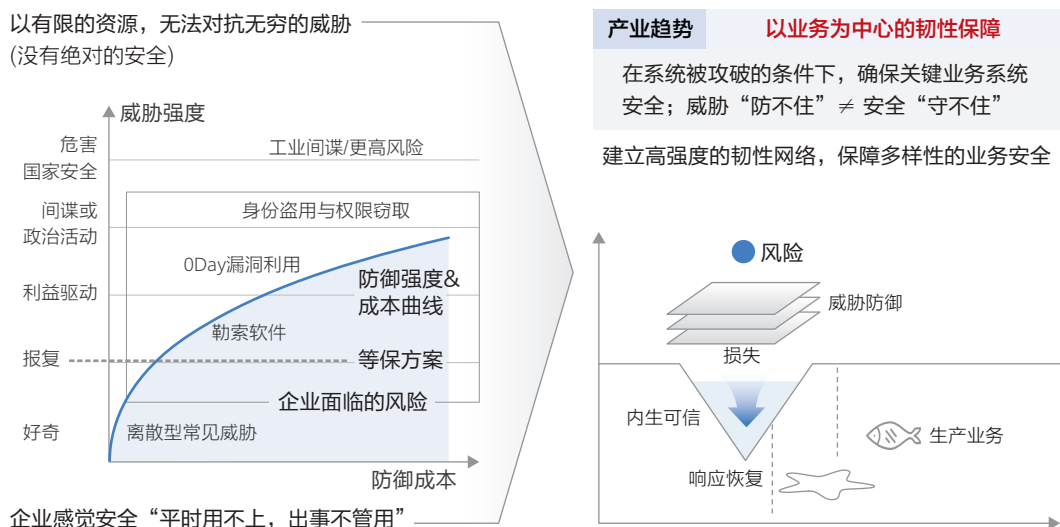 以有限的资源，无法对抗无穷的威胁
(没有绝对的安全)
威胁强度
危害
国家安全
工业间谍/更高风险
间谍或
政治活动
身份盗用与权限窃取
0Day漏洞利用
利益驱动
防御强度&
成本曲线
勒索软件
报复
等保方案
企业面临的风险
好奇
离散型常见威胁
防御成本
企业感觉安全“平时用不上，出事不管用”
产业趋势
以业务为中心的韧性保障
在系统被攻破的条件下，确保关键业务系统
安全；威胁“防不住” ≠ 安全“守不住”
建立高强度的韧性网络，保障多样性的业务安全
风险
威胁防御
损失
内生可信
生产业务
响应恢复